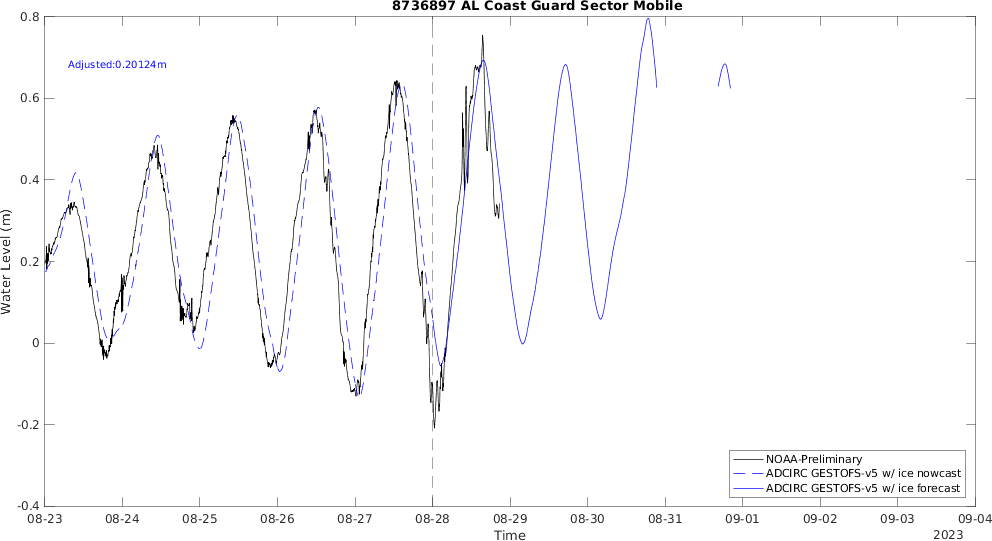 8736897 AL Coast Guard Sector Mobile
0.8
Adjusted:0.20124m
0.6
0.4
0.2
0
-0.2
-0.4
Water Level (m)
NOAA-Preliminary
ADCIRC GESTOFS-v5 w/ ice nowcast
ADCIRC GESTOFS-v5 w/ ice forecast
08-23 08-24 08-25 08-26 08-27 08-28 08-29 08-30 08-31 09-01 09-02 09-03 09-04
Time
2023